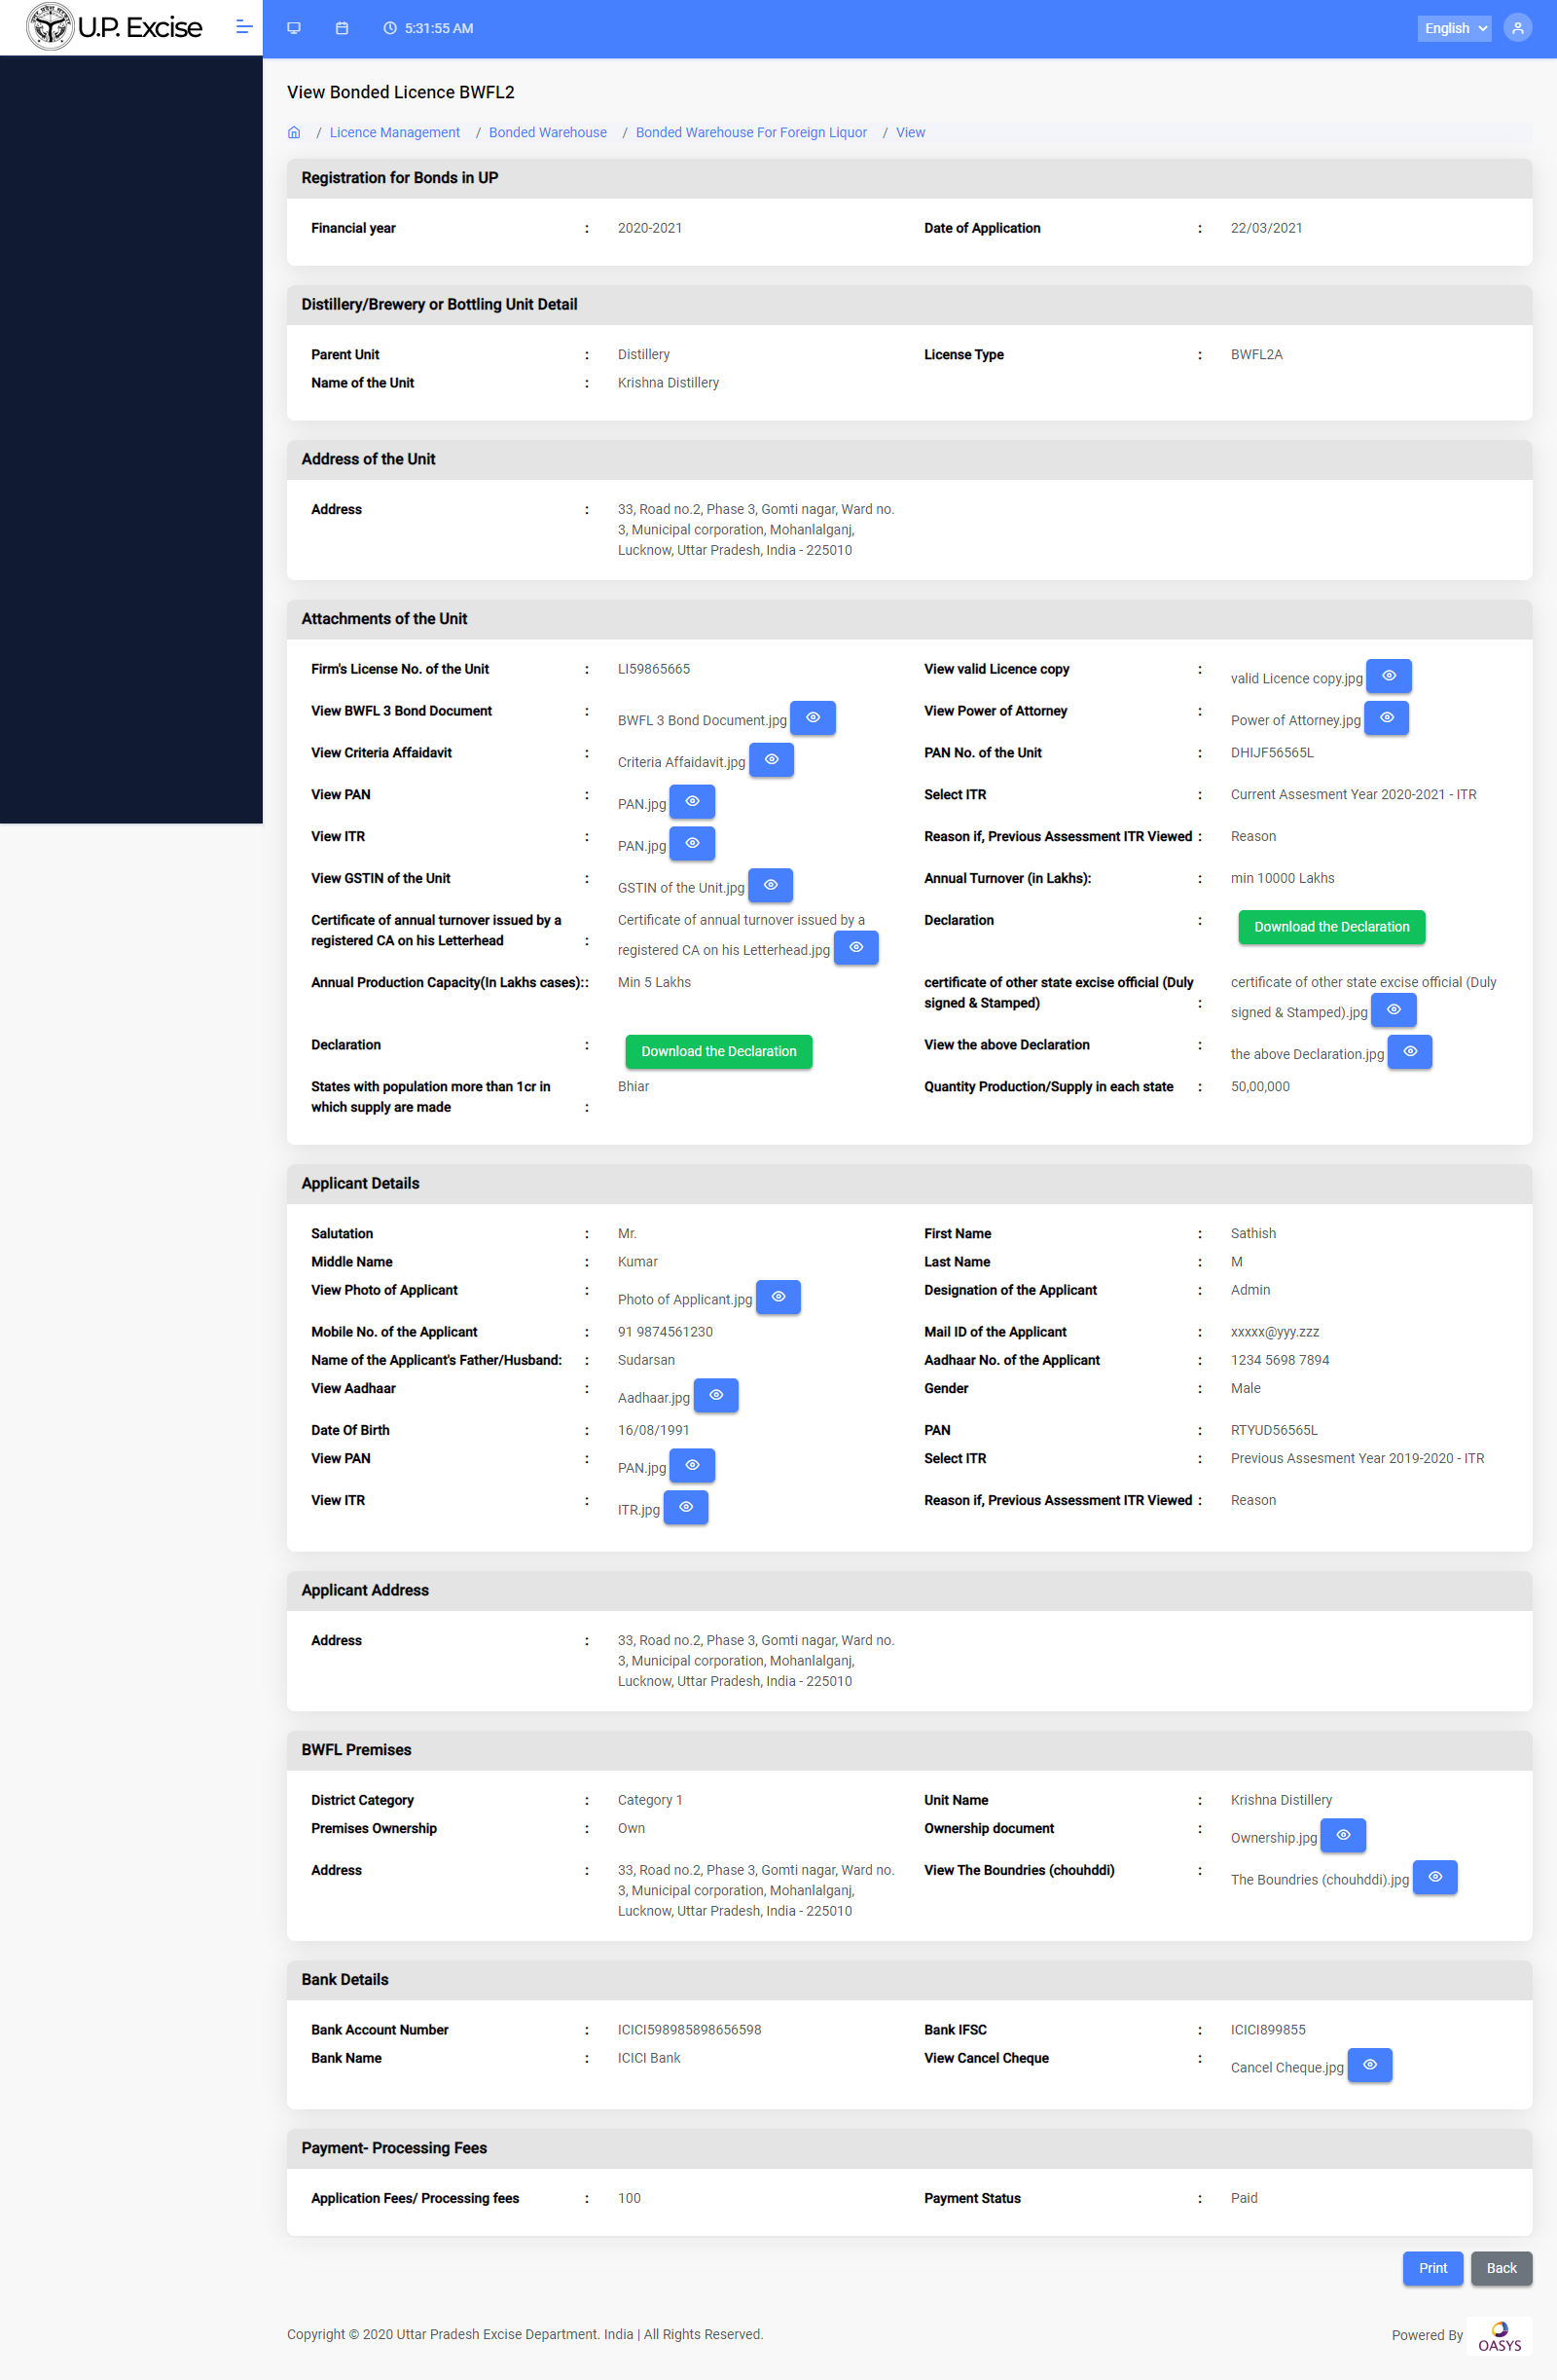 U.P. Excise
5:31:55 AM
English
View Bonded Licence BWFL2
/ Licence Management / Bonded Warehouse / Bonded Warehouse For Foreign Liquor / View
Registration for Bonds in UP
Financial year : 2020-2021 Date of Application : 22/03/2021
Distillery/Brewery or Bottling Unit Detail
Parent Unit : Distillery License Type : BWFL2A
Name of the Unit : Krishna Distillery
Address of the Unit
Address : 33, Road no.2, Phase 3, Gomti nagar, Ward no.
3, Municipal corporation, Mohanlalganj,
Lucknow, Uttar Pradesh, India - 225010
Attachments of the Unit
Firm's License No. of the Unit : LI59865665 View valid Licence copy : valid Licence copy.jpg
View BWFL 3 Bond Document : BWFL 3 Bond Document.jpg View Power of Attorney : Power of Attorney.jpg
View Criteria Affaidavit : Criteria Affaidavit.jpg PAN No. of the Unit : DHIJF56565L
View PAN : PAN.jpg Select ITR : Current Assesment Year 2020-2021 - ITR
View ITR : PAN.jpg Reason if, Previous Assessment ITR Viewed : Reason
View GSTIN of the Unit : GSTIN of the Unit.jpg Annual Turnover (in Lakhs): : min 10000 Lakhs
Certificate of annual turnover issued by a Certificate of annual turnover issued by a Declaration : Download the Declaration
registered CA on his Letterhead : registered CA on his Letterhead.jpg
Annual Production Capacity(In Lakhs cases):: Min 5 Lakhs certificate of other state excise official (Duly certificate of other state excise official (Duly
signed & Stamped) : signed & Stamped).jpg
Declaration : Download the Declaration View the above Declaration : the above Declaration.jpg
States with population more than 1cr in Bhiar Quantity Production/Supply in each state : 50,00,000
which supply are made :
Applicant Details
Salutation : Mr. First Name : Sathish
Middle Name : Kumar Last Name : M
View Photo of Applicant : Photo of Applicant.jpg Designation of the Applicant : Admin
Mobile No. of the Applicant : 91 9874561230 Mail ID of the Applicant : xxxxx@yyy.zzz
Name of the Applicant's Father/Husband: : Sudarsan Aadhaar No. of the Applicant : 1234 5698 7894
View Aadhaar : Aadhaar.jpg Gender : Male
Date Of Birth : 16/08/1991 PAN : RTYUD56565L
View PAN : PAN.jpg Select ITR : Previous Assesment Year 2019-2020 - ITR
View ITR : ITR.jpg Reason if, Previous Assessment ITR Viewed : Reason
Applicant Address
Address : 33, Road no.2, Phase 3, Gomti nagar, Ward no.
3, Municipal corporation, Mohanlalganj,
Lucknow, Uttar Pradesh, India - 225010
BWFL Premises
District Category : Category 1 Unit Name : Krishna Distillery
Premises Ownership : Own Ownership document : Ownership.jpg
Address : 33, Road no.2, Phase 3, Gomti nagar, Ward no. View The Boundries (chouhddi) : The Boundries (chouhddi).jpg
3, Municipal corporation, Mohanlalganj,
Lucknow, Uttar Pradesh, India - 225010
Bank Details
Bank Account Number : ICICI598985898656598 Bank IFSC : ICICI899855
Bank Name : ICICI Bank View Cancel Cheque : Cancel Cheque.jpg
Payment- Processing Fees
Application Fees/ Processing fees : 100 Payment Status : Paid
Print Back
Copyright © 2020 Uttar Pradesh Excise Department. India | All Rights Reserved. Powered By OASYS